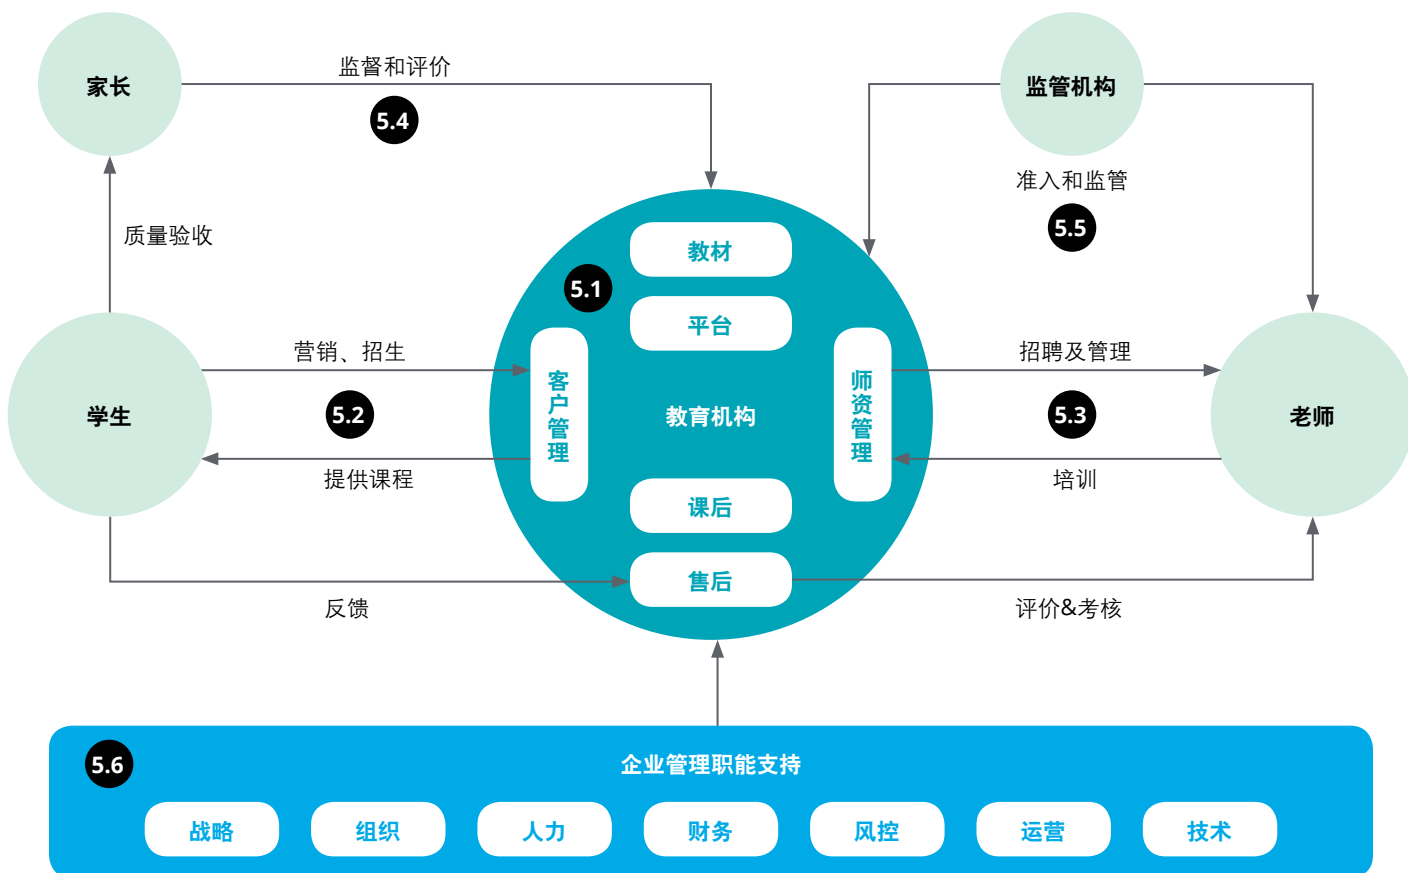 监督和评价
家长
监管机构
5.4
准入和监管
5.5
质量验收
教材
5.1
平台
营销、招生
招聘及管理
客户管理
师资管理
学生
5.2
教育机构
5.3
老师
提供课程
培训
课后
售后
反馈
评价&考核
5.6
企业管理职能支持
战略
组织
人力
财务
风控
运营
技术